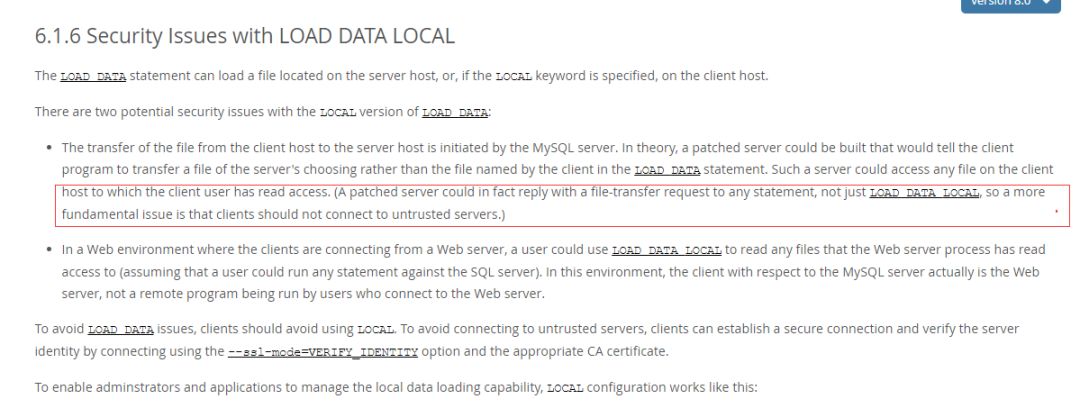 Version 8.0
6.1.6 Security Issues with LOAD DATA LOCAL
The LOAD DATA statement can load a file located on the server host, or, if the LOCAL keyword is specified, on the client host.
There are two potential security issues with the LOCAL version of LOAD DATA:
• The transfer of the file from the client host to the server host is initiated by the MySQL server. In theory, a patched server could be built that would tell the client
program to transfer a file of the server's choosing rather than the file named by the client in the LOAD DATA statement. Such a server could access any file on the client
host to which the client user has read access. (A patched server could in fact reply with a file-transfer request to any statement, not just LOAD DATA LOCAL, so a more
fundamental issue is that clients should not connect to untrusted servers.)
• In a Web environment where the clients are connecting from a Web server, a user could use LOAD DATA LOCAL to read any files that the Web server process has read
access to (assuming that a user could run any statement against the SQL server). In this environment, the client with respect to the MySQL server actually is the Web
server, not a remote program being run by users who connect to the Web server.
To avoid LOAD DATA issues, clients should avoid using LOCAL. To avoid connecting to untrusted servers, clients can establish a secure connection and verify the server
identity by connecting using the --ssl-mode=VERIFY_IDENTITY option and the appropriate CA certificate.
To enable adminstrators and applications to manage the local data loading capability, LOCAL configuration works like this: